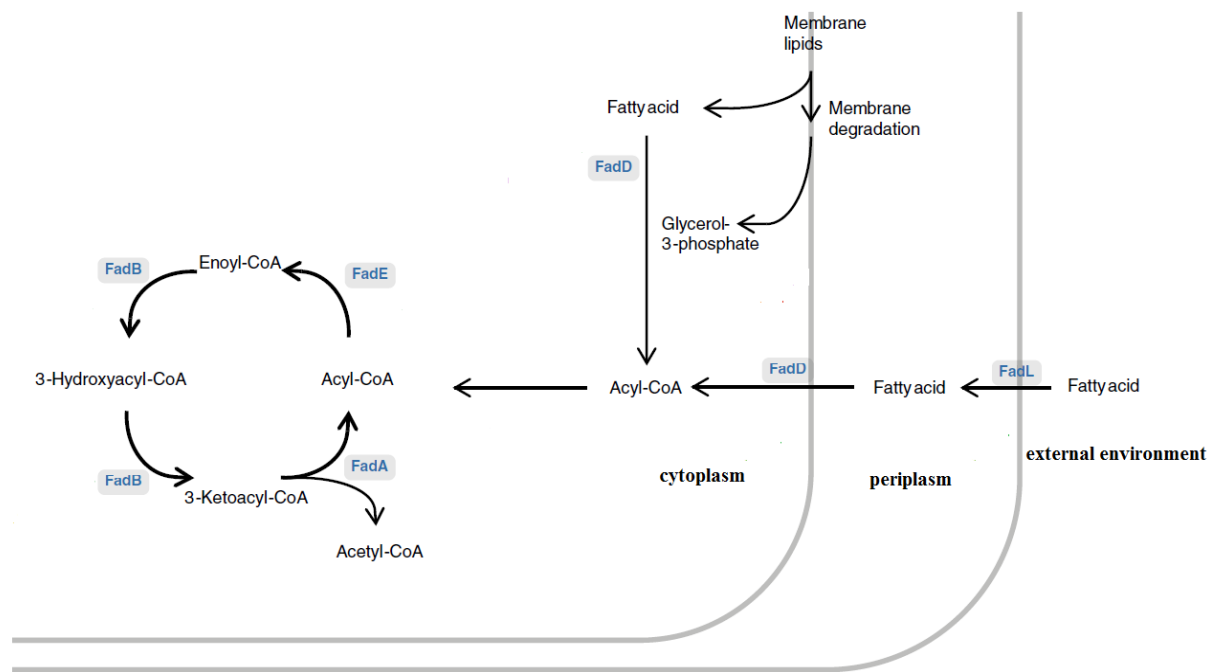 Membrane
lipids
Fatty acid
Membrane
degradation
FadD
Glycerol-
3-phosphate
FadB
Enoyl-CoA
FadE
3-Hydroxyacyl-CoA
Acyl-CoA
Acyl-CoA
FadD
Fatty acid
FadL
Fatty acid
FadB
3-Ketoacyl-CoA
FadA
Acetyl-CoA
cytoplasm
periplasm
external environment